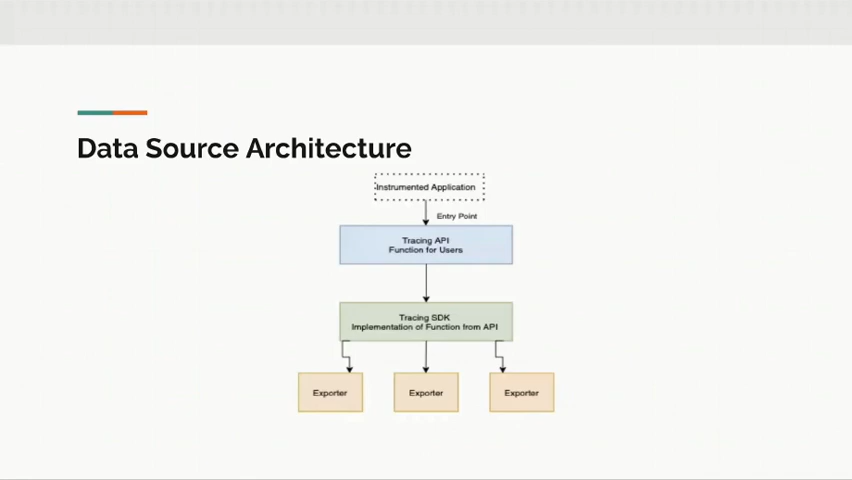 Data Source Architecture
Instrumented Application
Entry Point
Tracing API
Function for Users
Tracing SDK
Implementation of Function from API
Exporter
Exporter
Exporter